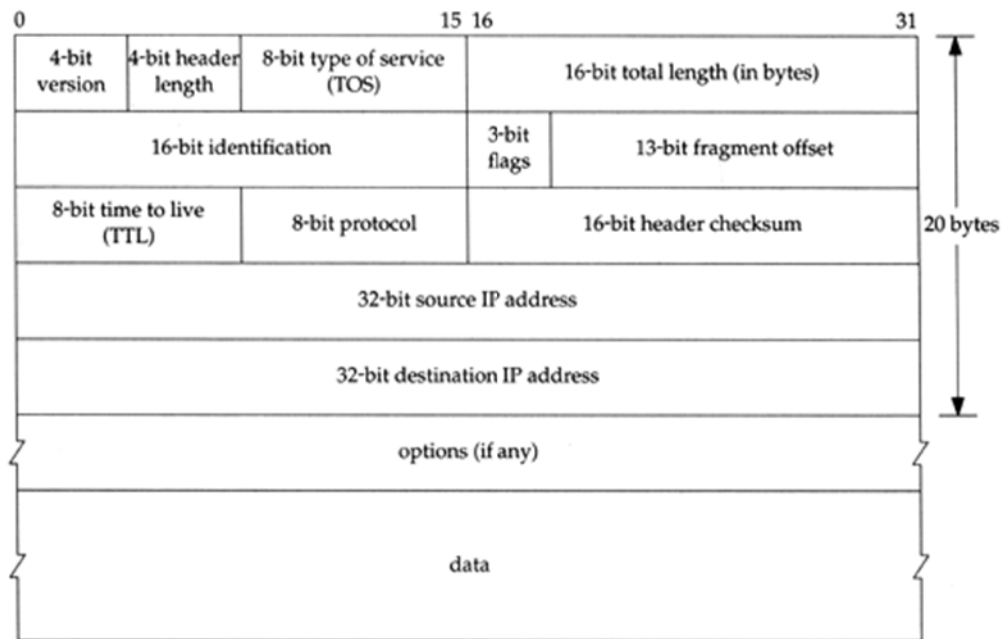 0 15 16 31
4-bit version
4-bit header length
8-bit type of service (TOS)
16-bit total length (in bytes)
16-bit identification
3-bit flags
13-bit fragment offset
8-bit time to live (TTL)
8-bit protocol
16-bit header checksum
20 bytes
32-bit source IP address
32-bit destination IP address
options (if any)
data